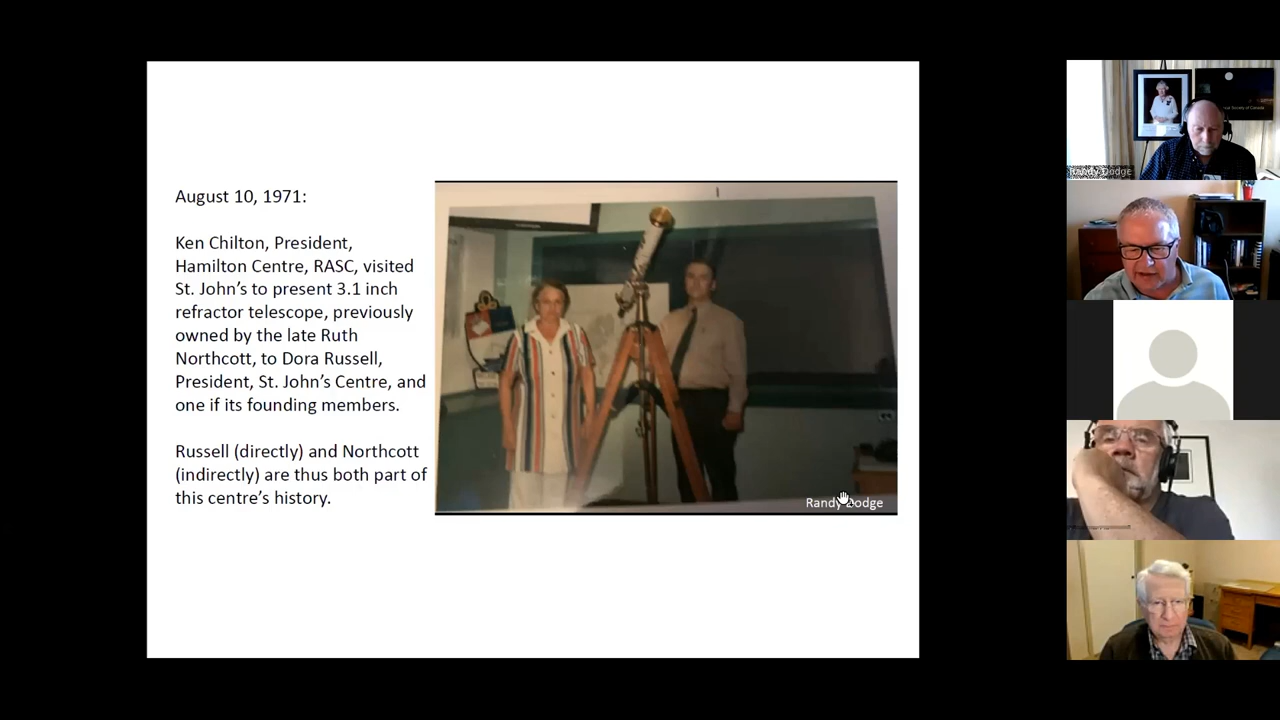 August 10, 1971:
Ken Chilton, President,
Hamilton Centre, RASC, visited
St. John's to present 3.1 inch
refractor telescope, previously
owned by the late Ruth
Northcott, to Dora Russell,
President, St. John's Centre, and
one if its founding members.
Russell (directly) and Northcott
(indirectly) are thus both part of
this centre's history.
Randy Dodge
Randy Dodge